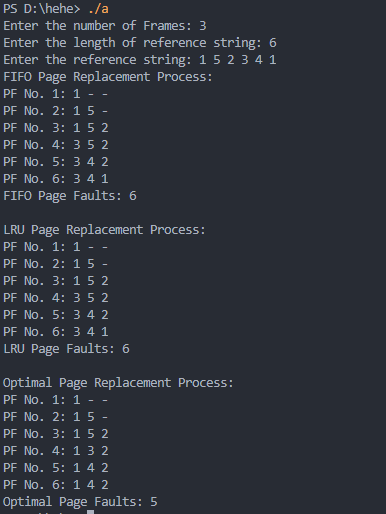 PS D:\hehe> ./a
Enter the number of Frames: 3
Enter the length of reference string: 6
Enter the reference string: 1 5 2 3 4 1
FIFO Page Replacement Process:
PF No. 1: 1 - -
PF No. 2: 1 5 -
PF No. 3: 1 5 2
PF No. 4: 3 5 2
PF No. 5: 3 4 2
PF No. 6: 3 4 1
FIFO Page Faults: 6

LRU Page Replacement Process:
PF No. 1: 1 - -
PF No. 2: 1 5 -
PF No. 3: 1 5 2
PF No. 4: 3 5 2
PF No. 5: 3 4 2
PF No. 6: 3 4 1
LRU Page Faults: 6

Optimal Page Replacement Process:
PF No. 1: 1 - -
PF No. 2: 1 5 -
PF No. 3: 1 5 2
PF No. 4: 1 3 2
PF No. 5: 1 4 2
PF No. 6: 1 4 2
Optimal Page Faults: 5